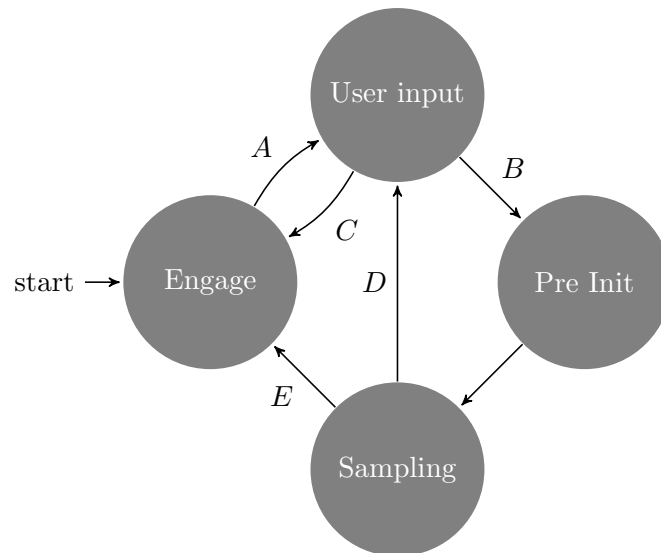 User input
A
B
C
start
Engage
D
Pre Init
E
Sampling